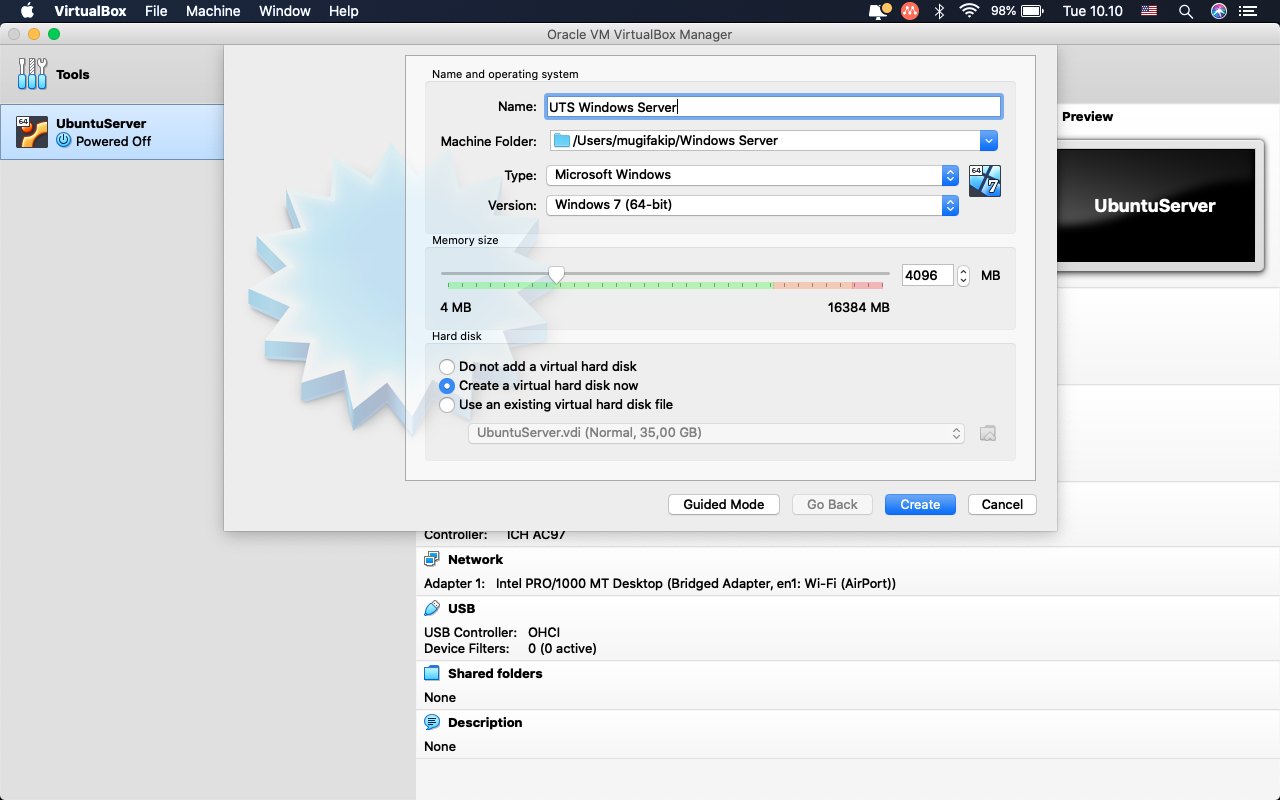 VirtualBox File Machine Window Help 98% Tue 10.10
Oracle VM VirtualBox Manager
Tools
64
UbuntuServer
Powered Off
Name and operating system
Name: UTS Windows Server
Machine Folder: /Users/mugifakip/Windows Server
Type: Microsoft Windows
64
7
Version: Windows 7 (64-bit)
Memory size
4096 MB
4 MB 16384 MB
Hard disk
Do not add a virtual hard disk
Create a virtual hard disk now
Use an existing virtual hard disk file
UbuntuServer.vdi (Normal, 35,00 GB)
Guided Mode Go Back Create Cancel
Preview
UbuntuServer
Controller: ICH AC97
Network
Adapter 1: Intel PRO/1000 MT Desktop (Bridged Adapter, en1: Wi-Fi (AirPort))
USB
USB Controller: OHCI
Device Filters: 0 (0 active)
Shared folders
None
Description
None